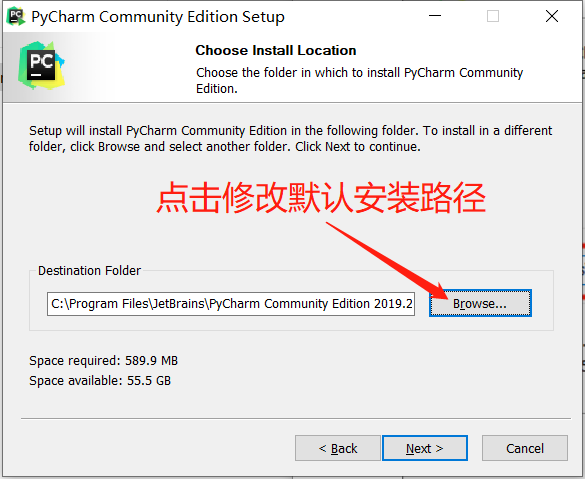 PyCharm Community Edition Setup
PC
Choose Install Location
Choose the folder in which to install PyCharm Community
Edition.
Setup will install PyCharm Community Edition in the following folder. To install in a different
folder, click Browse and select another folder. Click Next to continue.
点击修改默认安装路径
Destination Folder
C:\Program Files\JetBrains\PyCharm Community Edition 2019.2
Browse...
Space required: 589.9 MB
Space available: 55.5 GB
< Back
Next >
Cancel